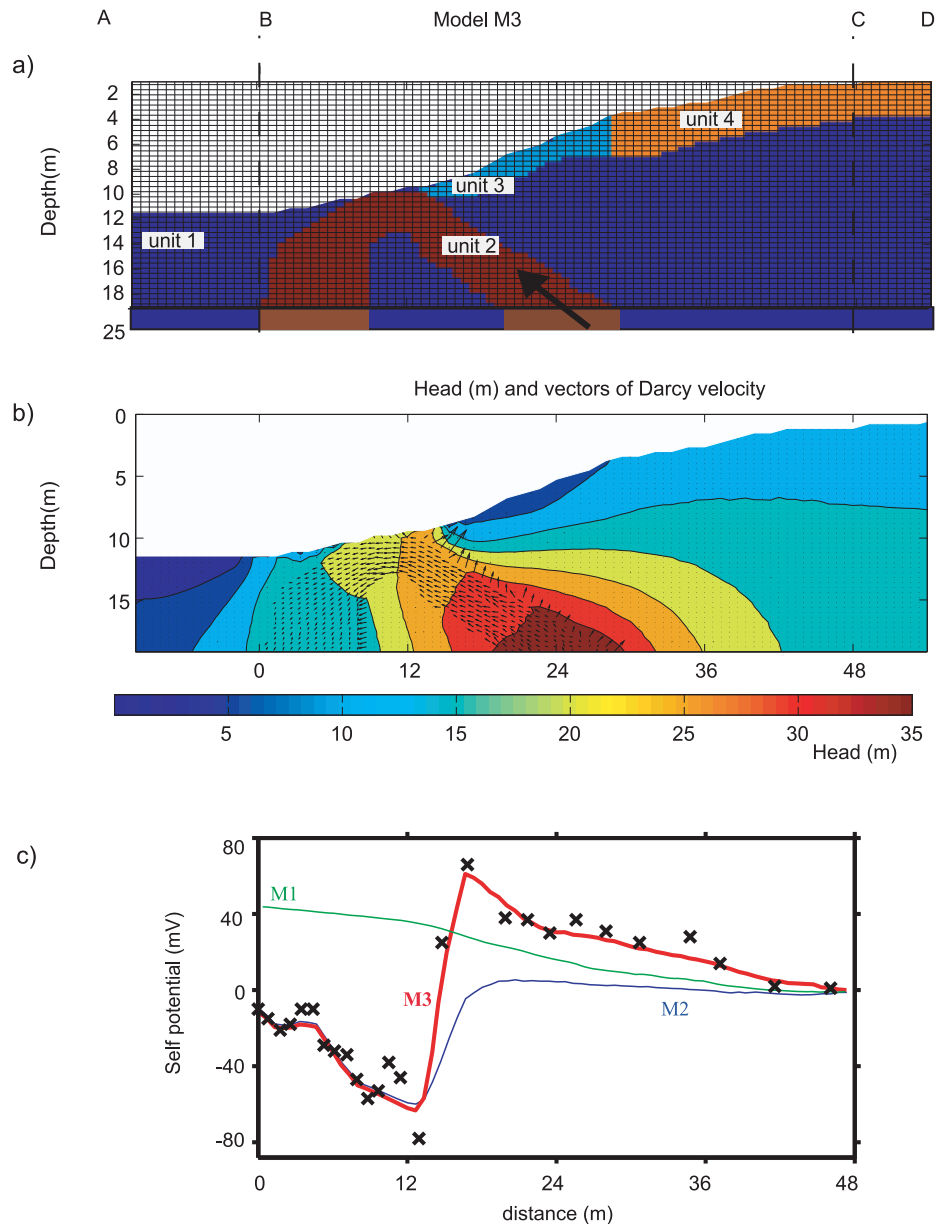 A B Model M3 C D
a)
Depth(m)
2
4
6
8
10
12
14
16
18
25
unit 4
unit 3
unit 1
unit 2
Head (m) and vectors of Darcy velocity
b)
Depth(m)
0
5
10
15
0 12 24 36 48
5 10 15 20 25 30 35
Head (m)
c)
Self potential (mV)
80
40
0
-40
-80
M1
M3
M2
0 12 24 36 48
distance (m)